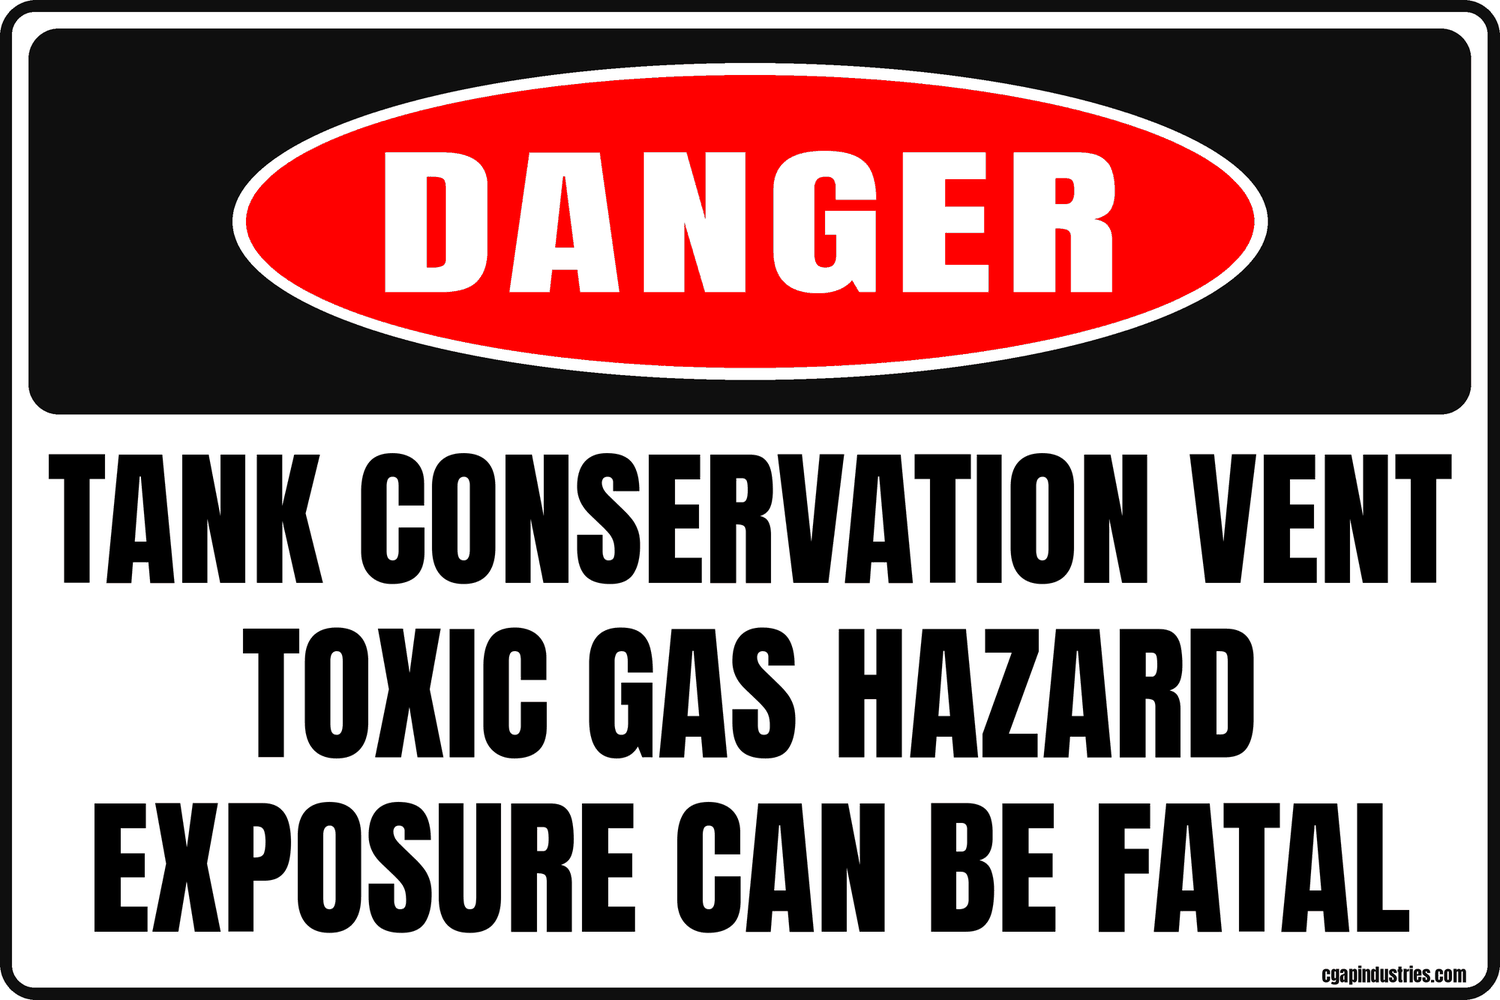 DANGER
TANK CONSERVATION VENT
TOXIC GAS HAZARD
EXPOSURE CAN BE FATAL
cgapindustries.com